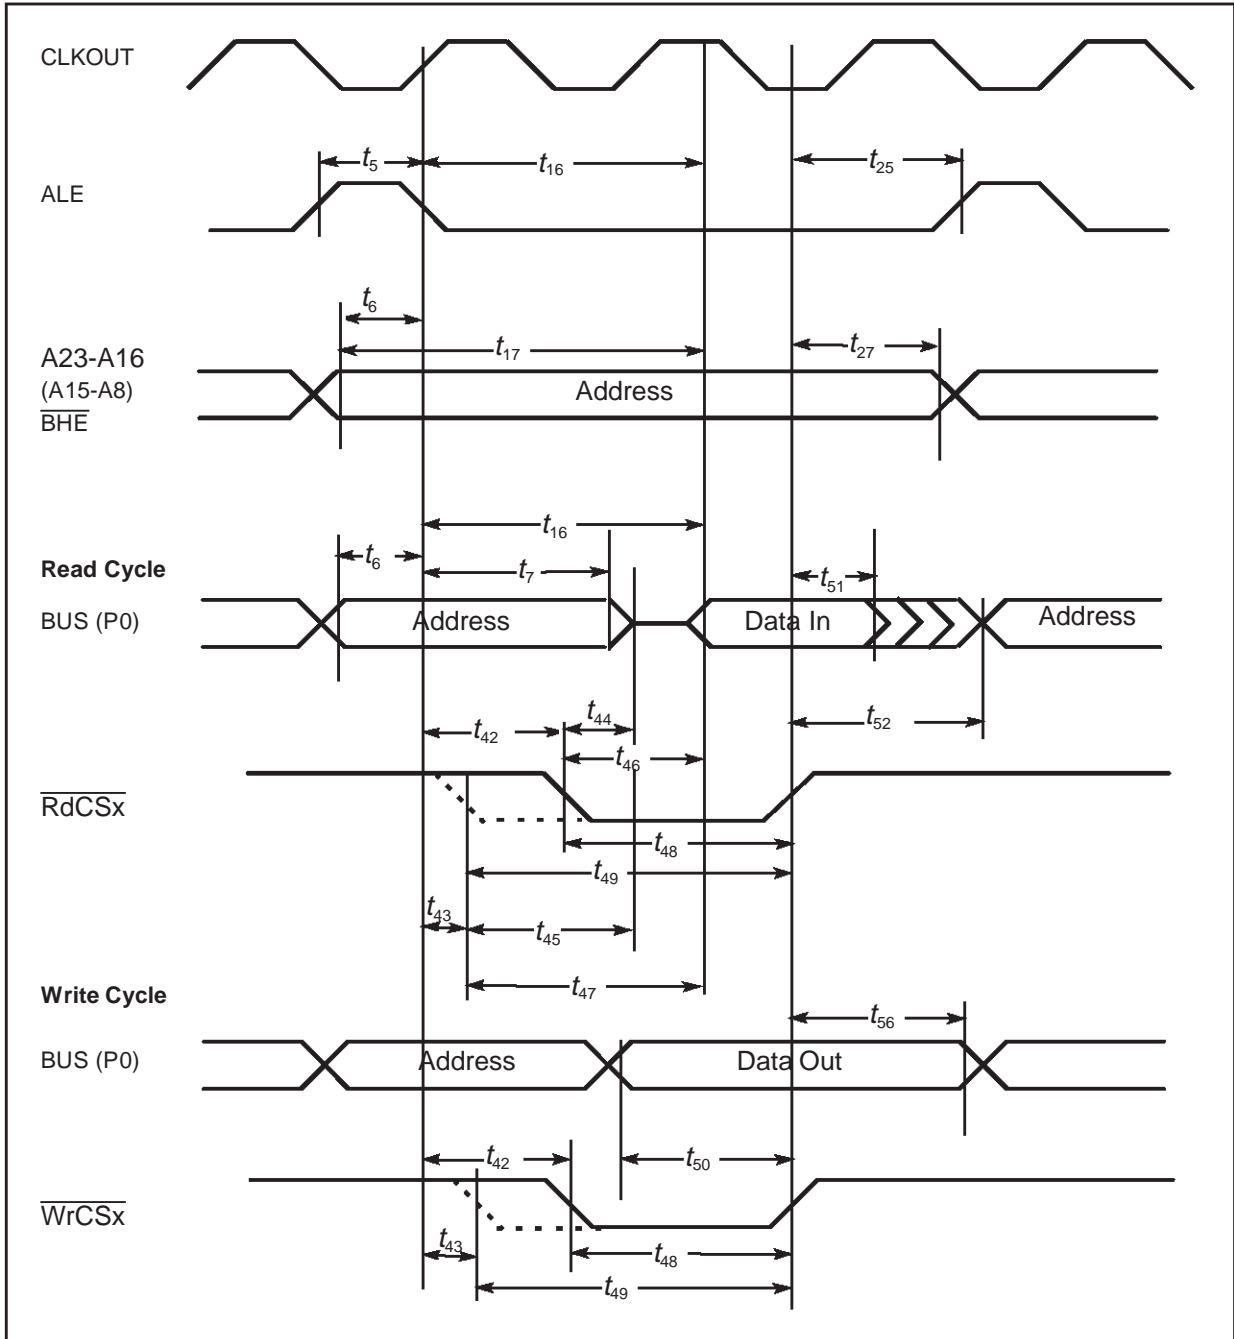 CLKOUT
t5
t16
t25
ALE
t6
A23-A16
t17
t27
(A15-A8)
Address
BHE
t16
Read Cycle
t6
t7
t51
BUS (P0)
Address
Data In
Address
t44
t42
t52
t46
RdCSx
t48
t49
t43
t45
Write Cycle
t47
t56
BUS (P0)
Address
Data Out
t42
t50
WrCSx
t43
t48
t49